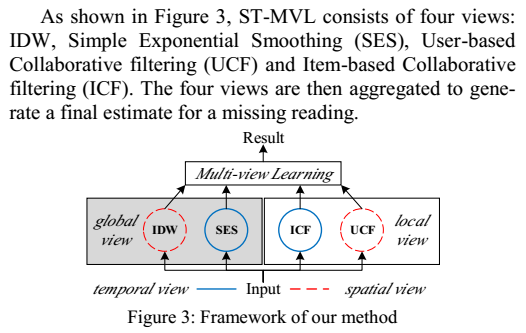 As shown in Figure 3, ST-MVL consists of four views:
IDW, Simple Exponential Smoothing (SES), User-based
Collaborative filtering (UCF) and Item-based Collaborative
filtering (ICF). The four views are then aggregated to gene-
rate a final estimate for a missing reading.
Result
Multi-view Learning
global view
IDW
SES
ICF
UCF
local view
temporal view
Input
spatial view
Figure 3: Framework of our method